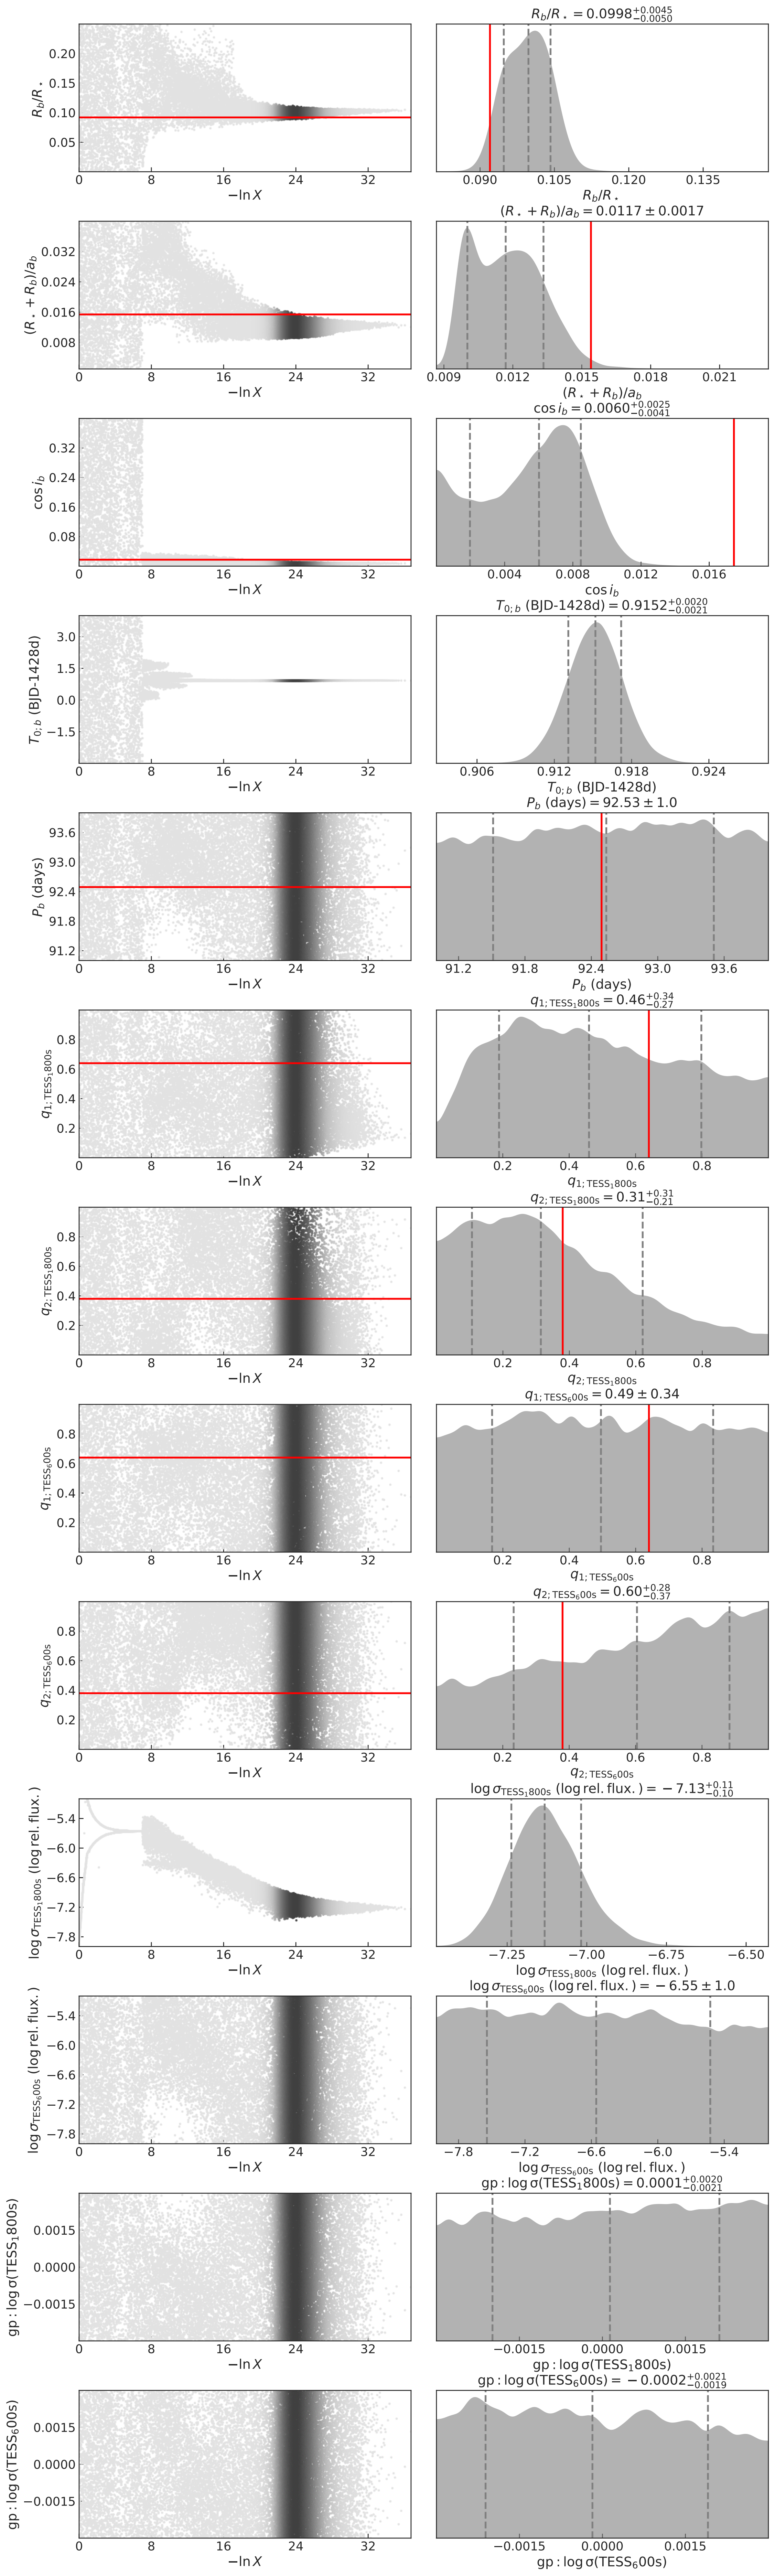 R_b/R⋆ = 0.0998^{+0.0045}_{−0.0050}
R_b/R⋆
0.20
0.15
0.10
0.05
0 8 16 24 32
−ln X
0.090 0.105 0.120 0.135
R_b/R⋆
(R⋆ + R_b)/a_b = 0.0117 ± 0.0017
(R⋆ + R_b)/a_b
0.032
0.024
0.016
0.008
0 8 16 24 32
−ln X
0.009 0.012 0.015 0.018 0.021
(R⋆ + R_b)/a_b
cos i_b = 0.0060^{+0.0025}_{−0.0041}
cos i_b
0.32
0.24
0.16
0.08
0 8 16 24 32
−ln X
0.004 0.008 0.012 0.016
cos i_b
T_{0;b} (BJD-1428d) = 0.9152^{+0.0020}_{−0.0021}
T_{0;b} (BJD-1428d)
3.0
1.5
0.0
−1.5
0 8 16 24 32
−ln X
0.906 0.912 0.918 0.924
T_{0;b} (BJD-1428d)
P_b (days) = 92.53 ± 1.0
P_b (days)
93.6
93.0
92.4
91.8
91.2
0 8 16 24 32
−ln X
91.2 91.8 92.4 93.0 93.6
P_b (days)
q_{1; TESS_1800s} = 0.46^{+0.34}_{−0.27}
q_{1; TESS_1800s}
0.8
0.6
0.4
0.2
0 8 16 24 32
−ln X
0.2 0.4 0.6 0.8
q_{1; TESS_1800s}
q_{2; TESS_1800s} = 0.31^{+0.31}_{−0.21}
q_{2; TESS_1800s}
0.8
0.6
0.4
0.2
0 8 16 24 32
−ln X
0.2 0.4 0.6 0.8
q_{2; TESS_1800s}
q_{1; TESS_600s} = 0.49 ± 0.34
q_{1; TESS_600s}
0.8
0.6
0.4
0.2
0 8 16 24 32
−ln X
0.2 0.4 0.6 0.8
q_{1; TESS_600s}
q_{2; TESS_600s} = 0.60^{+0.28}_{−0.37}
q_{2; TESS_600s}
0.8
0.6
0.4
0.2
0 8 16 24 32
−ln X
0.2 0.4 0.6 0.8
q_{2; TESS_600s}
log σ_{TESS_1800s} (log rel. flux.) = −7.13^{+0.11}_{−0.10}
log σ_{TESS_1800s} (log rel. flux.)
−5.4
−6.0
−6.6
−7.2
−7.8
0 8 16 24 32
−ln X
−7.25 −7.00 −6.75 −6.50
log σ_{TESS_1800s} (log rel. flux.)
log σ_{TESS_600s} (log rel. flux.) = −6.55 ± 1.0
log σ_{TESS_600s} (log rel. flux.)
−5.4
−6.0
−6.6
−7.2
−7.8
0 8 16 24 32
−ln X
−7.8 −7.2 −6.6 −6.0 −5.4
log σ_{TESS_600s} (log rel. flux.)
gp: log σ(TESS_1800s) = 0.0001^{+0.0020}_{−0.0021}
gp: log σ(TESS_1800s)
0.0015
0.0000
−0.0015
0 8 16 24 32
−ln X
−0.0015 0.0000 0.0015
gp: log σ(TESS_1800s)
gp: log σ(TESS_600s) = −0.0002^{+0.0021}_{−0.0019}
gp: log σ(TESS_600s)
0.0015
0.0000
−0.0015
0 8 16 24 32
−ln X
−0.0015 0.0000 0.0015
gp: log σ(TESS_600s)